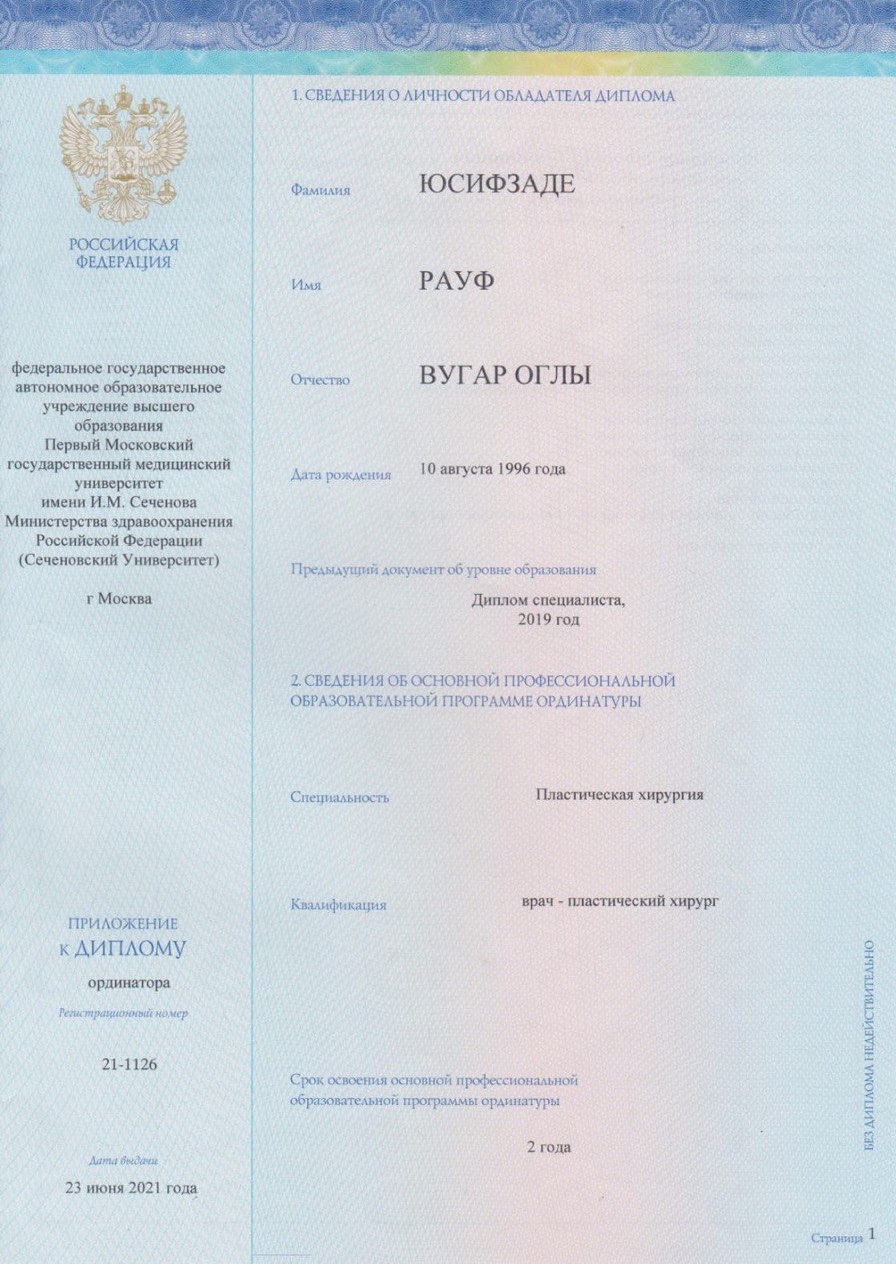 РОССИЙСКАЯ
ФЕДЕРАЦИЯ
федеральное государственное
автономное образовательное
учреждение высшего
образования
Первый Московский
государственный медицинский
университет
имени И.М. Сеченова
Министерства здравоохранения
Российской Федерации
(Сеченовский Университет)
г Москва
ПРИЛОЖЕНИЕ
к ДИПЛОМУ
ординатора
Регистрационный номер
21-1126
Дата выдачи
23 июня 2021 года
1. СВЕДЕНИЯ О ЛИЧНОСТИ ОБЛАДАТЕЛЯ ДИПЛОМА
Фамилия ЮСИФЗАДЕ
Имя РАУФ
Отчество ВУГАР ОГЛЫ
Дата рождения 10 августа 1996 года
Предыдущий документ об уровне образования
Диплом специалиста,
2019 год
2. СВЕДЕНИЯ ОБ ОСНОВНОЙ ПРОФЕССИОНАЛЬНОЙ
ОБРАЗОВАТЕЛЬНОЙ ПРОГРАММЕ ОРДИНАТУРЫ
Специальность Пластическая хирургия
Квалификация врач - пластический хирург
Срок освоения основной профессиональной
образовательной программы ординатуры
2 года
БЕЗ ДИПЛОМА НЕДЕЙСТВИТЕЛЬНО
Страница 1